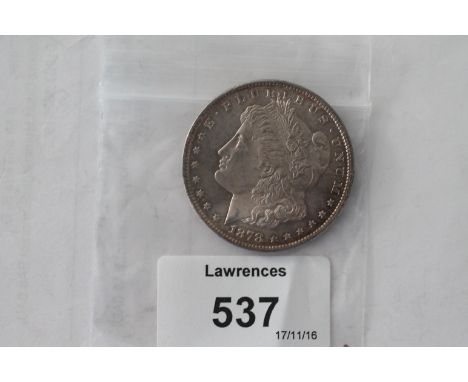 E · PLURIBUS · UNUM
1878
Lawrences
537
17/11/16